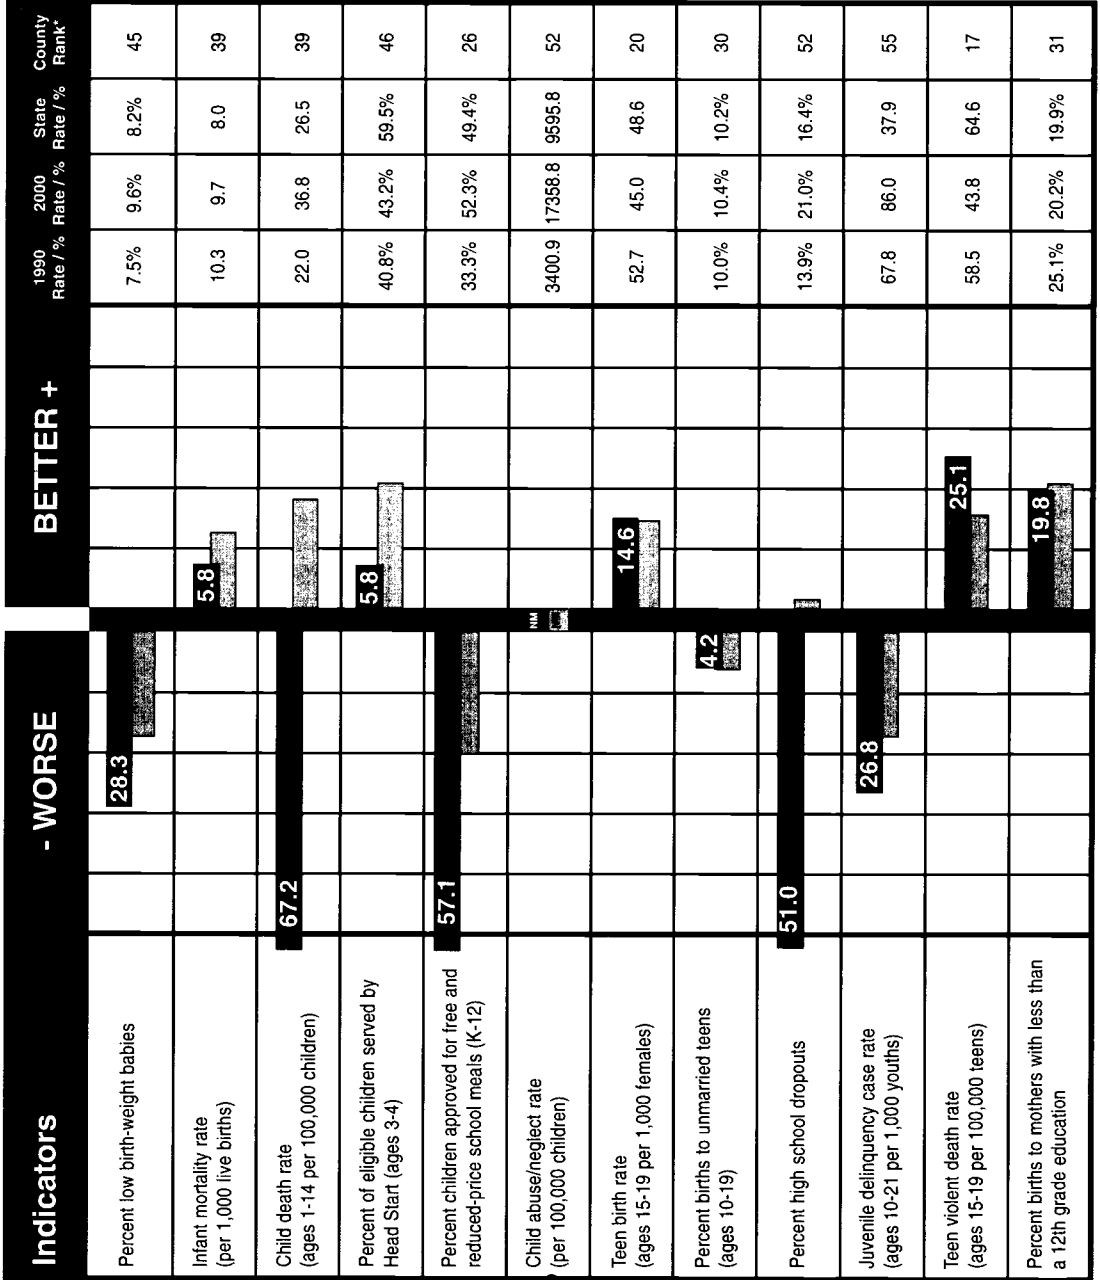 Indicators
- WORSE
BETTER +
1990
Rate / %
2000
Rate / %
State
Rate / %
County
Rank*
Percent low birth-weight babies
28.3
7.5%
9.6%
8.2%
45
Infant mortality rate
(per 1,000 live births)
5.8
10.3
9.7
8.0
39
Child death rate
(ages 1-14 per 100,000 children)
67.2
22.0
36.8
26.5
39
Percent of eligible children served by
Head Start (ages 3-4)
5.8
40.8%
43.2%
59.5%
46
Percent children approved for free and
reduced-price school meals (K-12)
57.1
33.3%
52.3%
49.4%
26
Child abuse/neglect rate
(per 100,000 children)
NM
3400.9
17358.8
9595.8
52
Teen birth rate
(ages 15-19 per 1,000 females)
14.6
52.7
45.0
48.6
20
Percent births to unmarried teens
(ages 10-19)
4.2
10.0%
10.4%
10.2%
30
Percent high school dropouts
51.0
13.9%
21.0%
16.4%
52
Juvenile delinquency case rate
(ages 10-21 per 1,000 youths)
26.8
67.8
86.0
37.9
55
Teen violent death rate
(ages 15-19 per 100,000 teens)
25.1
58.5
43.8
64.6
17
Percent births to mothers with less than
a 12th grade education
19.8
25.1%
20.2%
19.9%
31